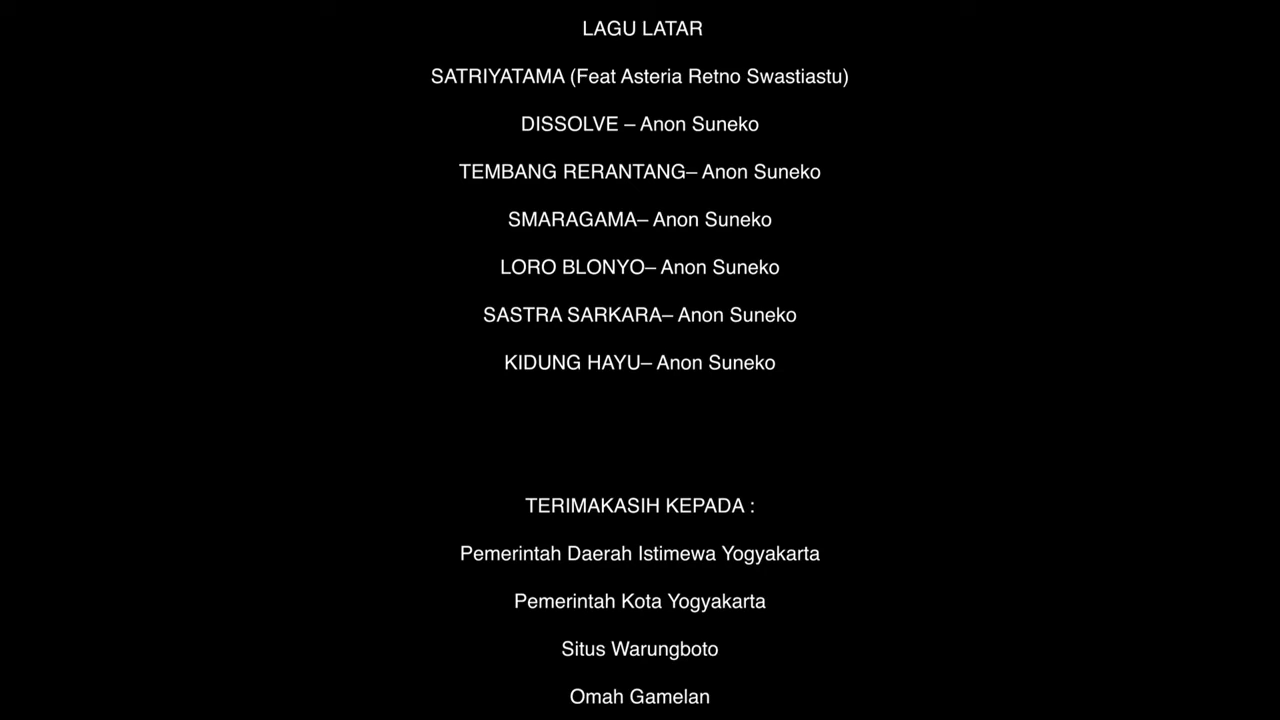 LAGU LATAR
SATRIYATAMA (Feat Asteria Retno Swastiastu)
DISSOLVE – Anon Suneko
TEMBANG RERANTANG– Anon Suneko
SMARAGAMA– Anon Suneko
LORO BLONYO– Anon Suneko
SASTRA SARKARA– Anon Suneko
KIDUNG HAYU– Anon Suneko
TERIMAKASIH KEPADA :
Pemerintah Daerah Istimewa Yogyakarta
Pemerintah Kota Yogyakarta
Situs Warungboto
Omah Gamelan